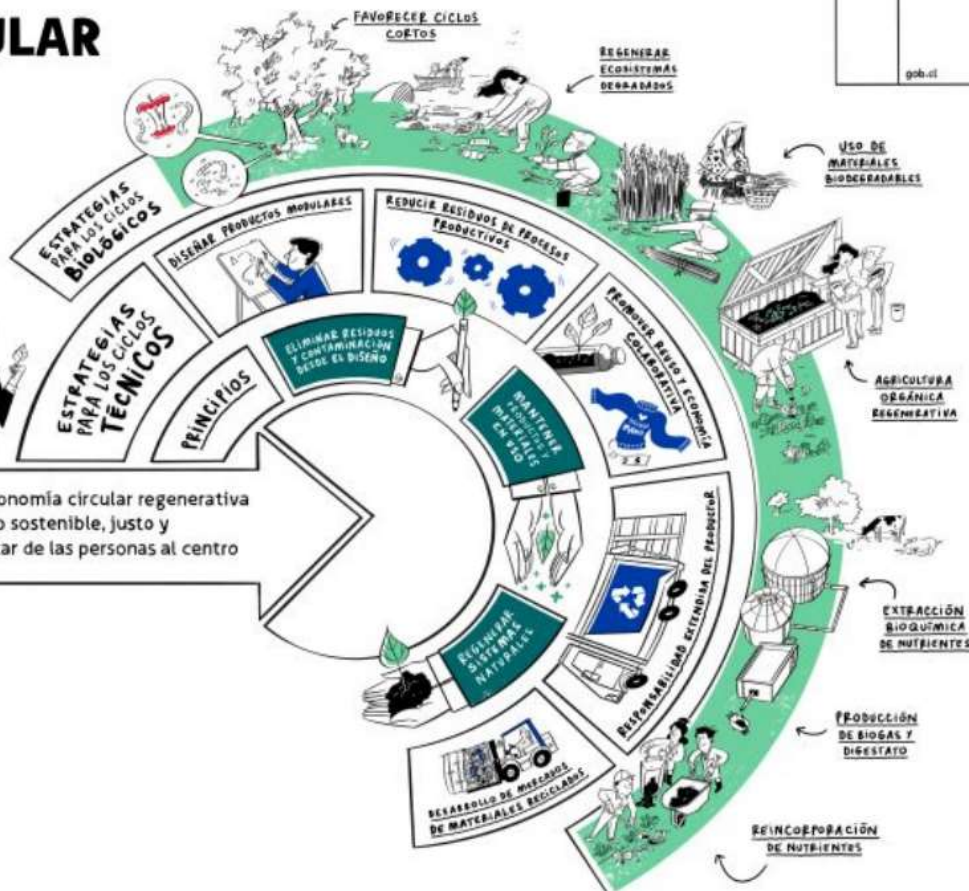 ULAR
gob.cl
FAVORECER CICLOS
CORTOS
REGENERAR
ECOSISTEMAS
DEGRADADOS
USO DE
MATERIALES
BIODEGRADABLES
AGRICULTURA
ORGÁNICA
REGENERATIVA
EXTRACCIÓN
BIOQUÍMICA
DE NUTRIENTES
PRODUCCIÓN
DE BIOGAS Y
DIGESTATO
REINCORPORACIÓN
DE NUTRIENTES
ESTRATEGIAS
PARA LOS CICLOS
BIOLÓGICOS
ESTRATEGIAS
PARA LOS CICLOS
TÉCNICOS
DISEÑAR PRODUCTOS MODULARES
REDUCIR RESIDUOS DE PROCESOS
PRODUCTIVOS
PROMOVER REUSO Y ECONOMÍA
COLABORATIVA
RESPONSABILIDAD EXTENDIDA DEL PRODUCTOR
DESARROLLO DE MERCADOS
DE MATERIALES RECICLADOS
PRINCIPIOS
ELIMINAR RESIDUOS
Y CONTAMINACIÓN
DESDE EL DISEÑO
MANTENER
PRODUCTOS Y
MATERIALES
EN USO
REGENERAR
SISTEMAS
NATURALES
onomía circular regenerativa
o sostenible, justo y
tar de las personas al centro